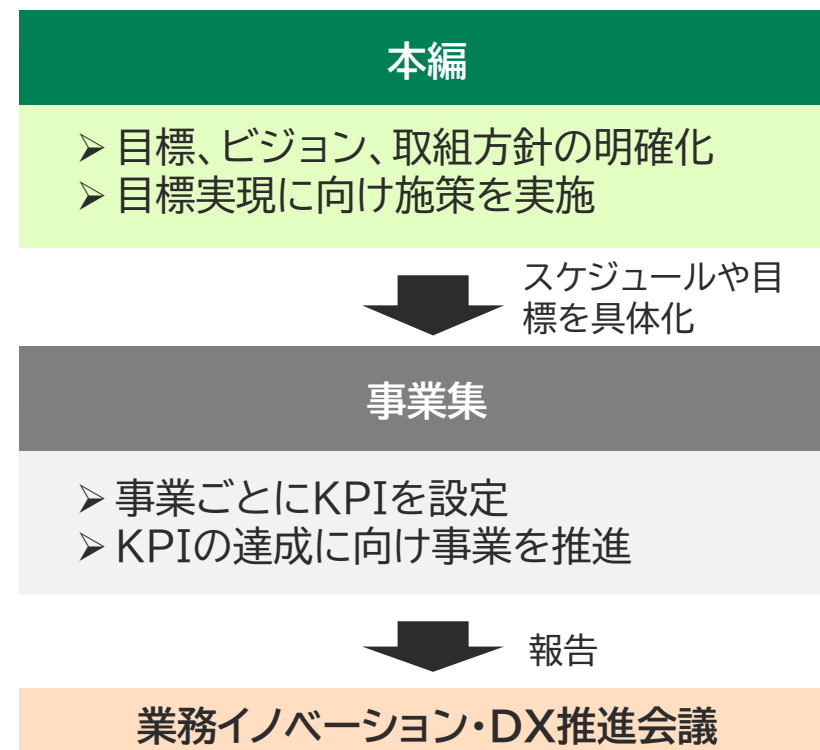 本編
➢ 目標、ビジョン、取組方針の明確化
➢ 目標実現に向け施策を実施
スケジュールや目
標を具体化
事業集
➢ 事業ごとにKPIを設定
➢ KPIの達成に向け事業を推進
報告
業務イノベーション・DX推進会議